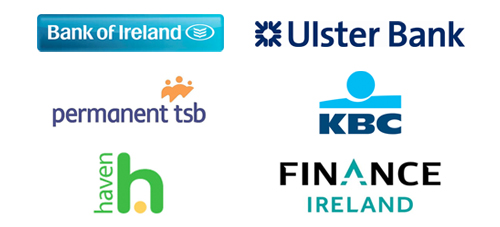 Bank of Ireland
Ulster Bank
permanent tsb
KBC
haven
h
FINANCE
IRELAND